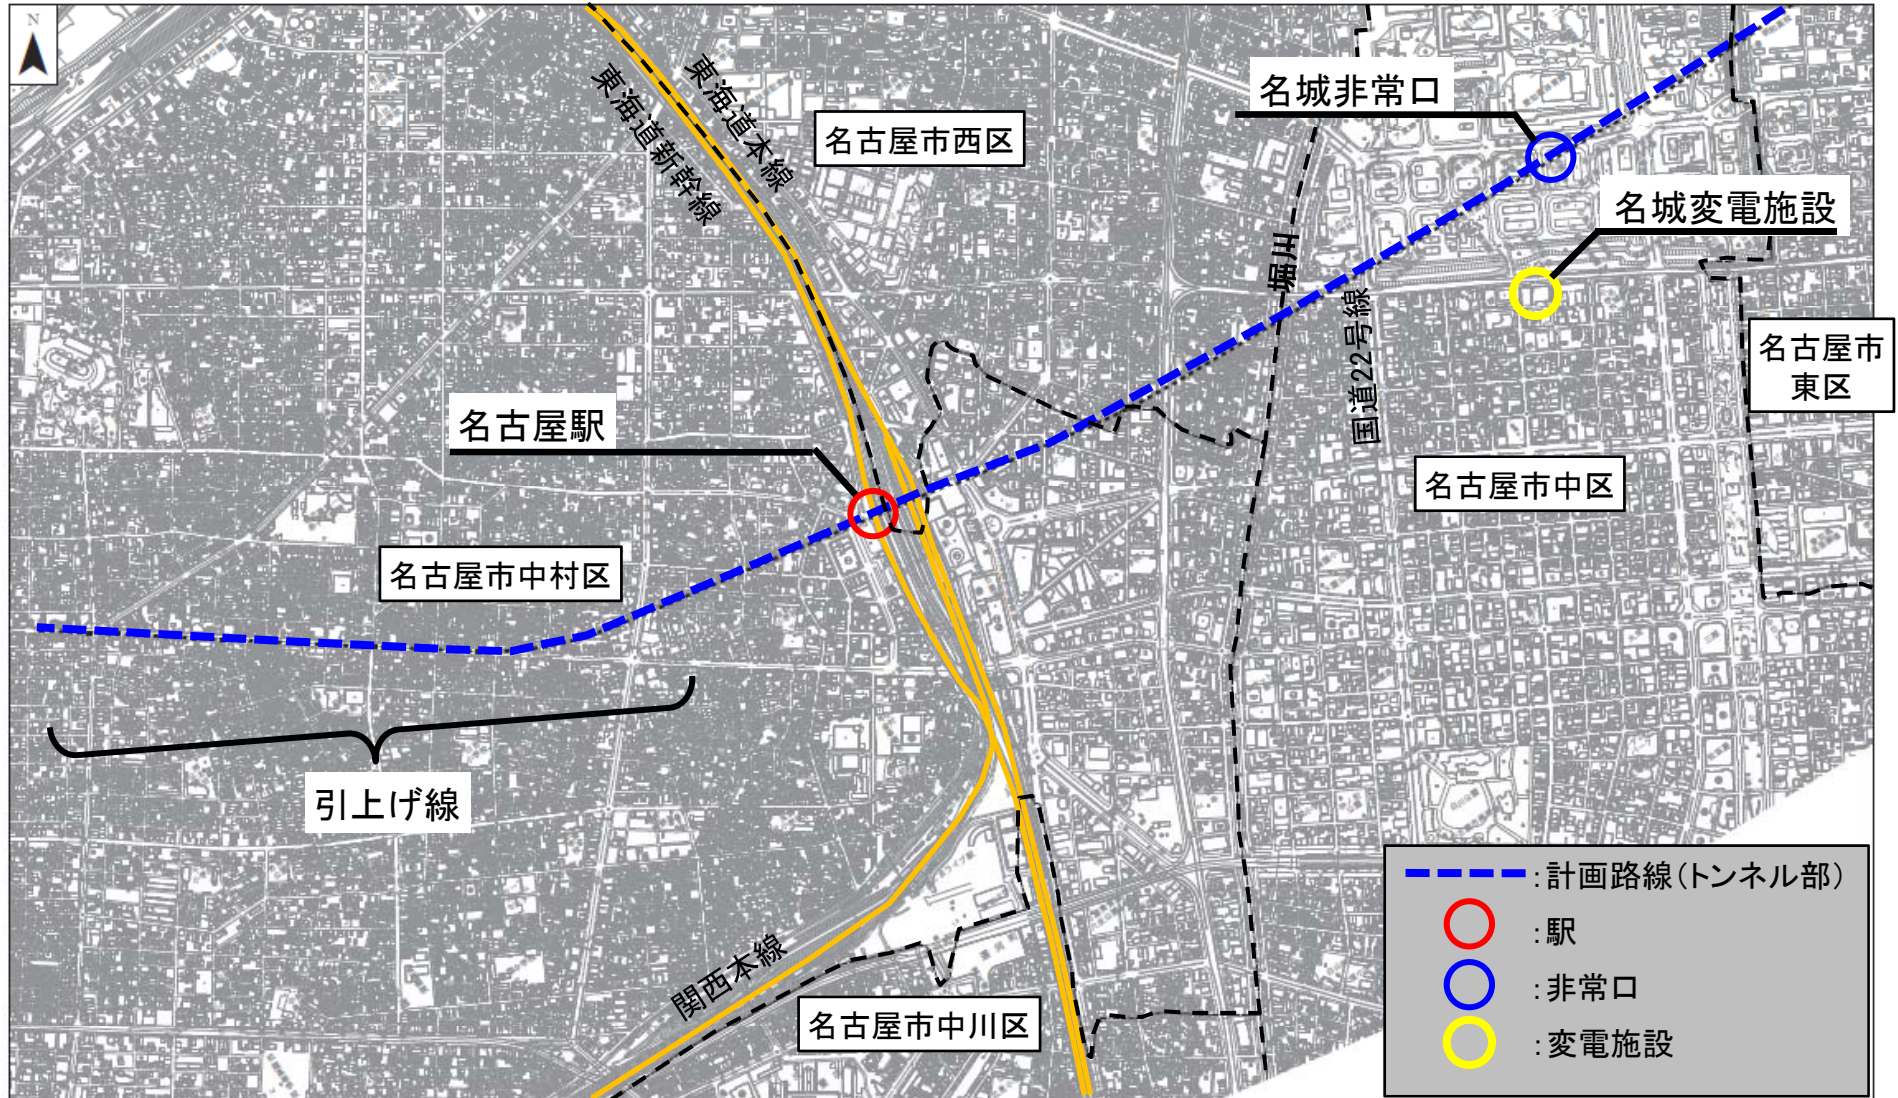 N
東海道本線
東海道新幹線
名古屋市西区
名城非常口
名城変電施設
堀川
国道22号線
名古屋市
東区
名古屋駅
名古屋市中区
名古屋市中村区
引上げ線
関西本線
名古屋市中川区
:計画路線(トンネル部)
:駅
:非常口
:変電施設